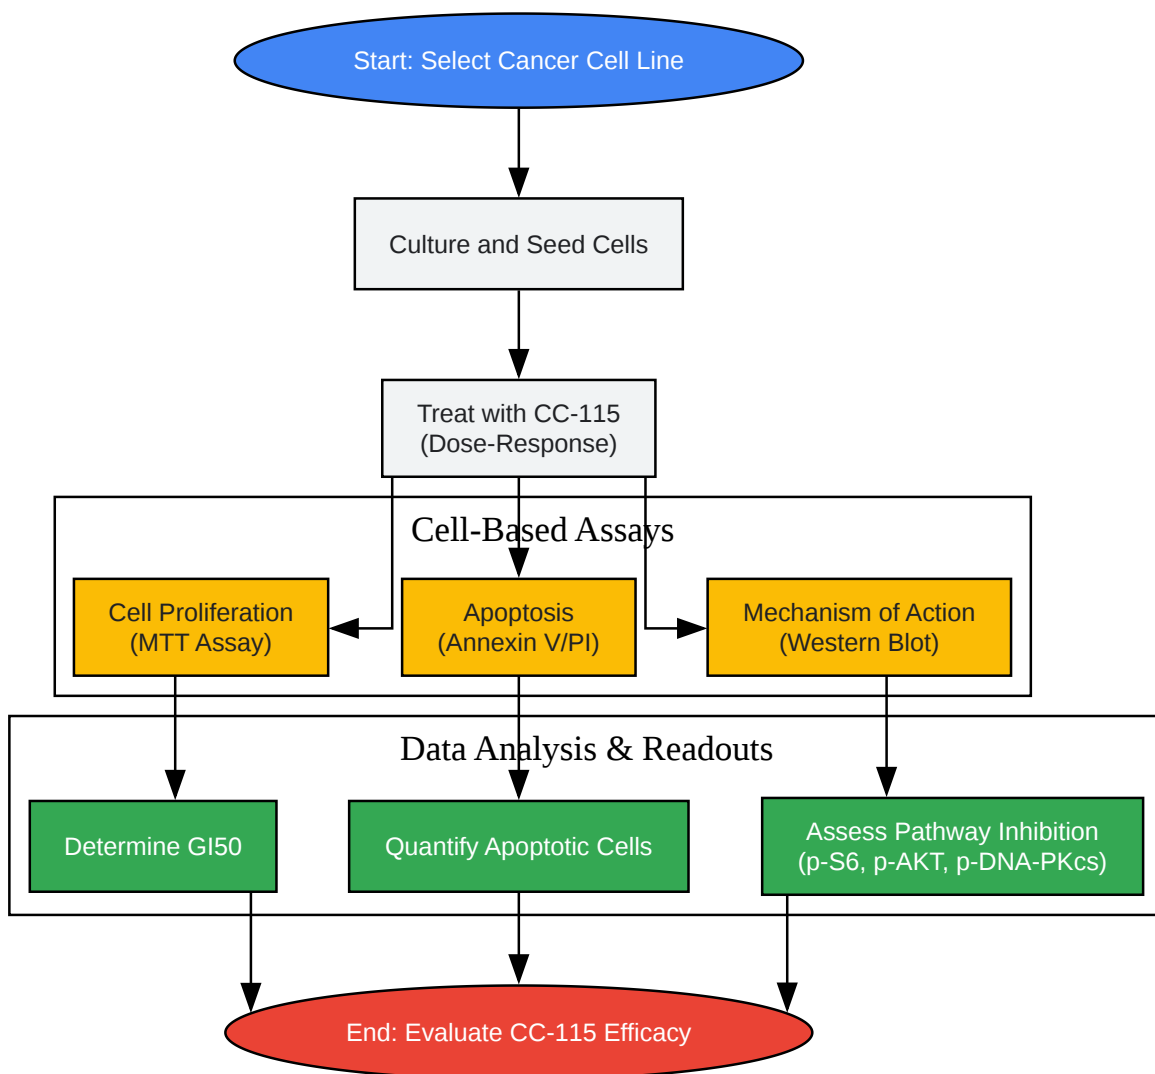 Start: Select Cancer Cell Line
Culture and Seed Cells
Treat with CC-115
(Dose-Response)
Cell-Based Assays
Cell Proliferation
(MTT Assay)
Apoptosis
(Annexin V/PI)
Mechanism of Action
(Western Blot)
Data Analysis & Readouts
Determine GI50
Quantify Apoptotic Cells
Assess Pathway Inhibition
(p-S6, p-AKT, p-DNA-PKcs)
End: Evaluate CC-115 Efficacy